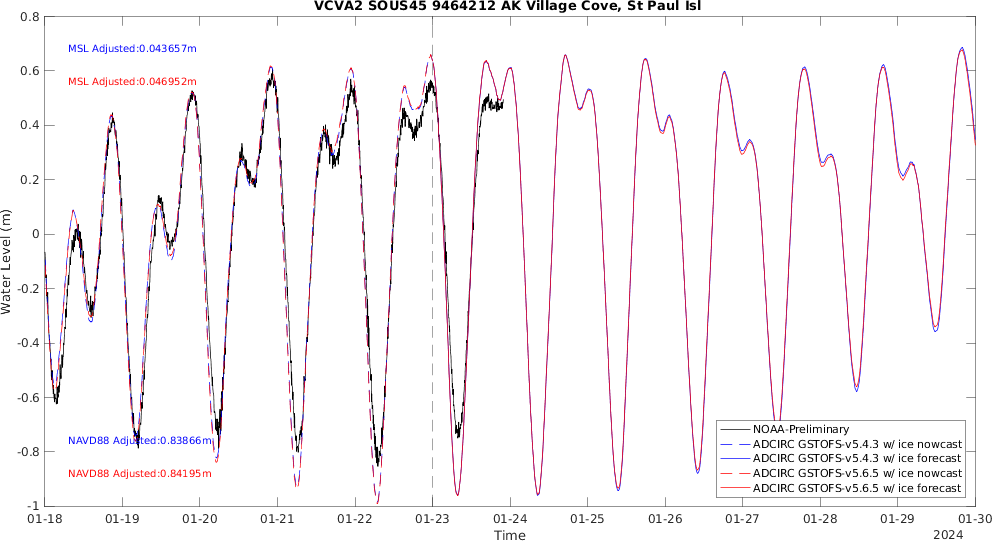 VCVA2 SOUS45 9464212 AK Village Cove, St Paul Isl
MSL Adjusted:0.043657m
MSL Adjusted:0.046952m
NAVD88 Adjusted:0.83866m
NAVD88 Adjusted:0.84195m
Water Level (m)
0.8
0.6
0.4
0.2
0
-0.2
-0.4
-0.6
-0.8
-1
NOAA-Preliminary
ADCIRC GSTOFS-v5.4.3 w/ ice nowcast
ADCIRC GSTOFS-v5.4.3 w/ ice forecast
ADCIRC GSTOFS-v5.6.5 w/ ice nowcast
ADCIRC GSTOFS-v5.6.5 w/ ice forecast
01-18 01-19 01-20 01-21 01-22 01-23 01-24 01-25 01-26 01-27 01-28 01-29 01-30
Time
2024